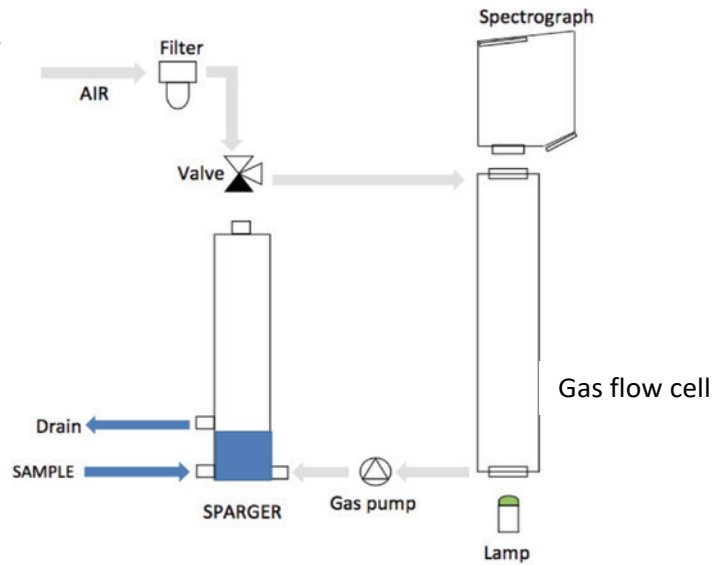 Spectrograph
Filter
AIR
Valve
Gas flow cell
Drain
SAMPLE
Gas pump
SPARGER
Lamp